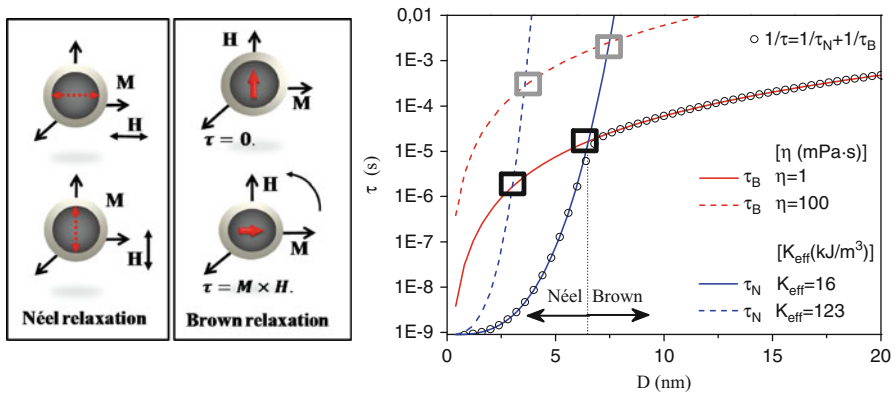 H
M
M
H
τ = 0.
M
H
H
M
τ = M × H.
Néel relaxation
Brown relaxation
0,01
1E-3
1E-4
1E-5
1E-6
1E-7
1E-8
1E-9
τ (s)
1/τ=1/τN+1/τB
[η (mPa·s)]
τB η=1
τB η=100
[Keff(kJ/m³)]
τN Keff=16
τN Keff=123
Néel Brown
0 5 10 15 20
D (nm)